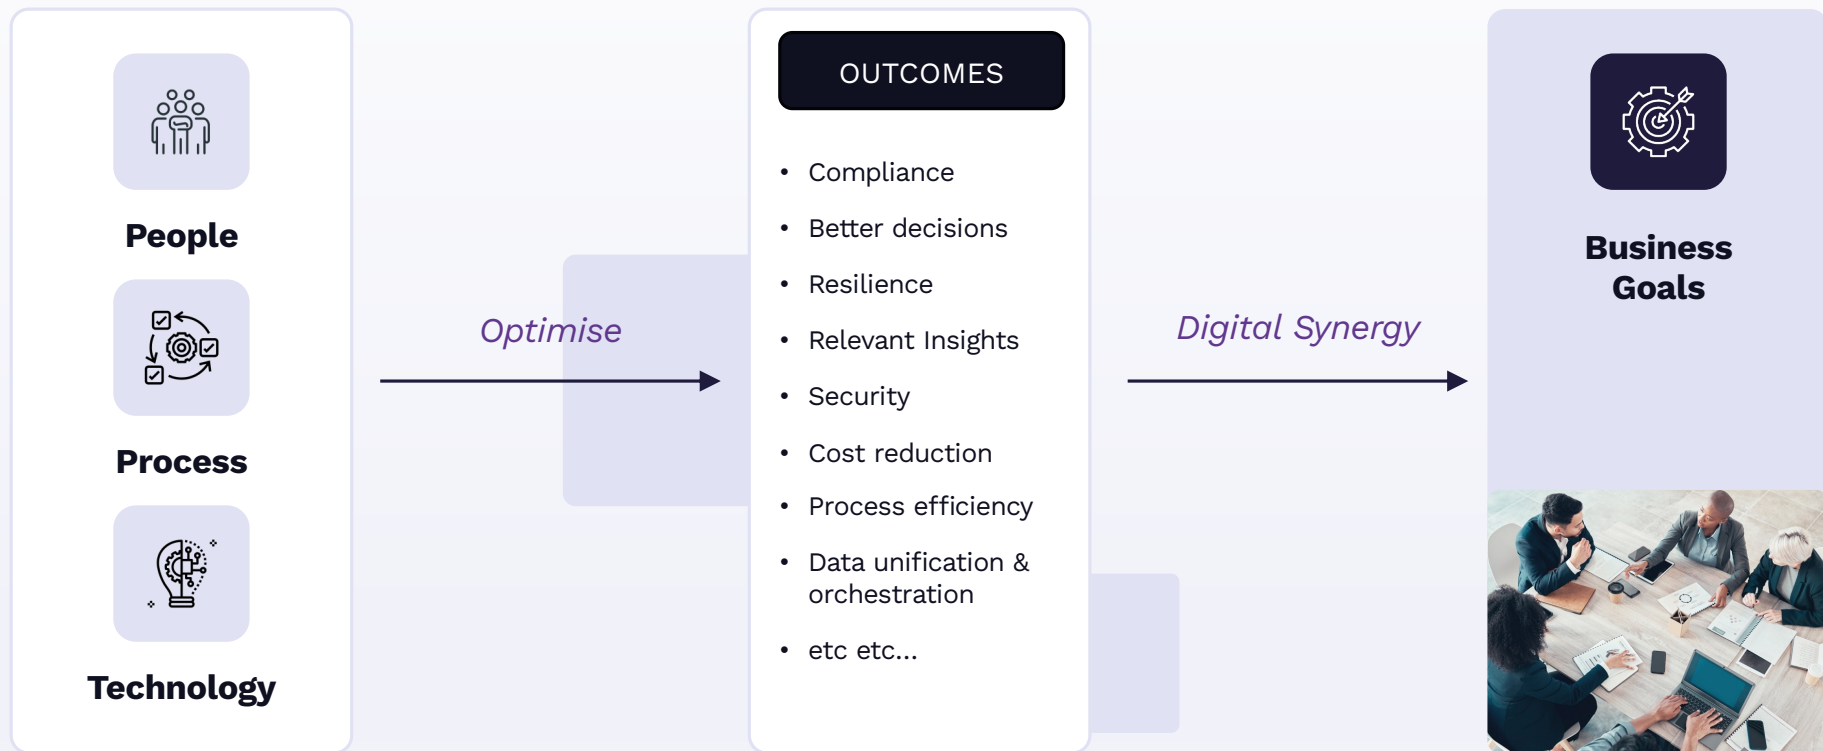 People
Process
Technology
Optimise
OUTCOMES
• Compliance
• Better decisions
• Resilience
• Relevant Insights
• Security
• Cost reduction
• Process efficiency
• Data unification &
orchestration
• etc etc...
Digital Synergy
Business
Goals